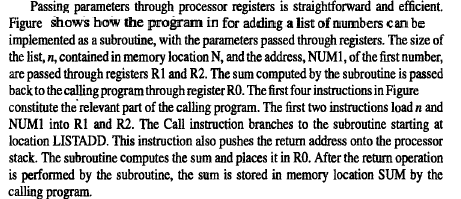 Passing parameters through processor registers is straightforward and efficient.
Figure shows how the program in for adding a list of numbers can be
implemented as a subroutine, with the parameters passed through registers. The size of
the list, n, contained in memory location N, and the address, NUM1, of the first number,
are passed through registers R1 and R2. The sum computed by the subroutine is passed
back to the calling program through register R0. The first four instructions in Figure
constitute the relevant part of the calling program. The first two instructions load n and
NUM1 into R1 and R2. The Call instruction branches to the subroutine starting at
location LISTADD. This instruction also pushes the return address onto the processor
stack. The subroutine computes the sum and places it in R0. After the return operation
is performed by the subroutine, the sum is stored in memory location SUM by the
calling program.